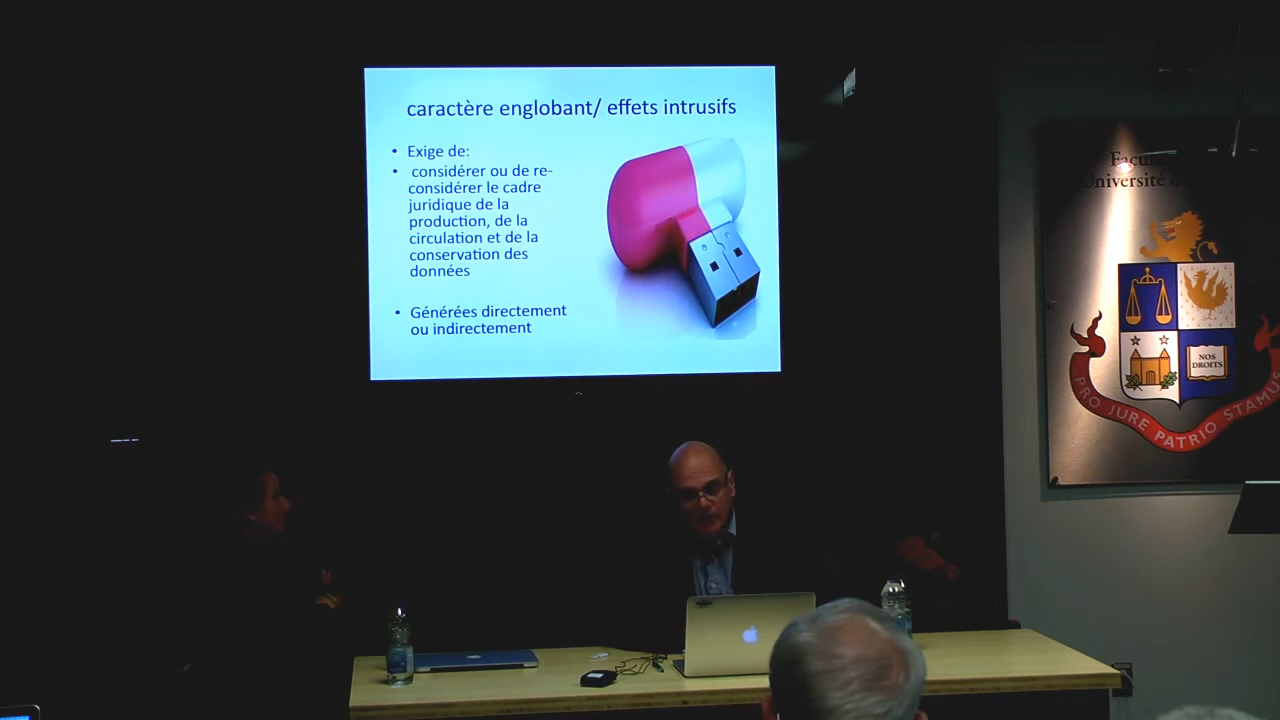 caractère englobant/ effets intrusifs
• Exige de:
• considérer ou de re-
considérer le cadre
juridique de la
production, de la
circulation et de la
conservation des
données
• Générées directement
ou indirectement
Université
NOS
DROITS
PRO JURE PATRIO STAMUS